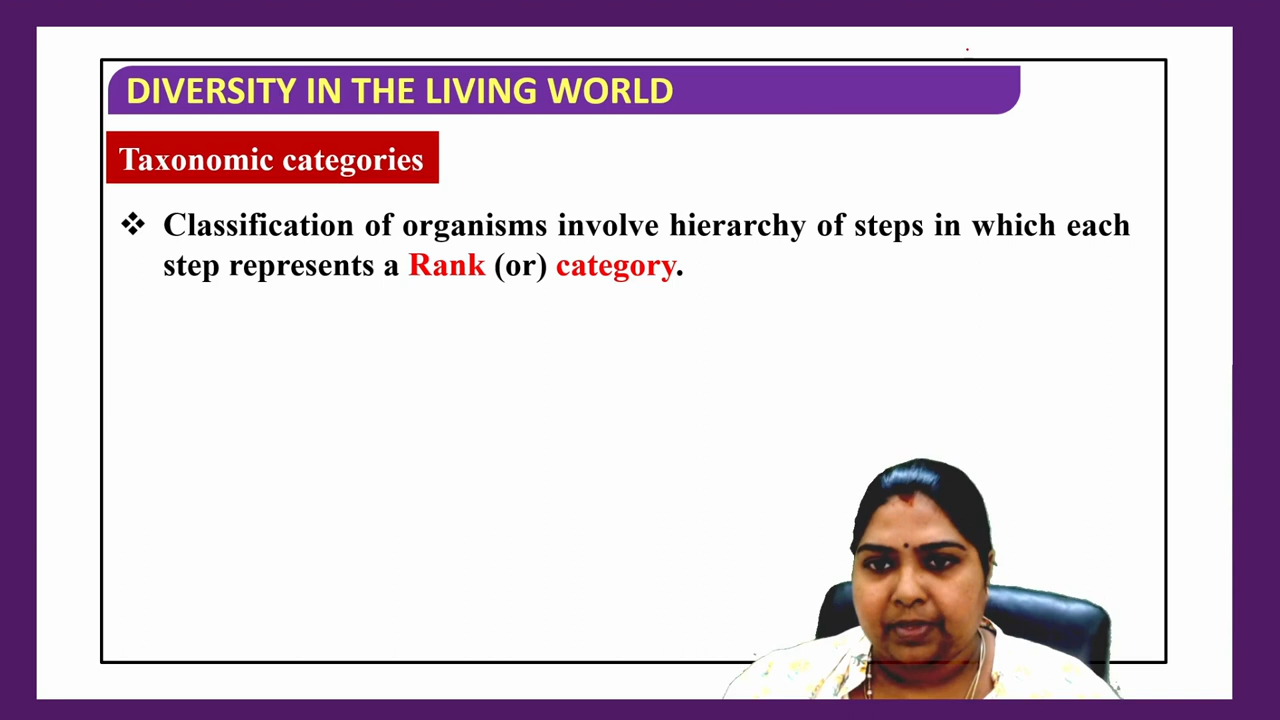 DIVERSITY IN THE LIVING WORLD
Taxonomic categories
❖ Classification of organisms involve hierarchy of steps in which each
step represents a Rank (or) category.